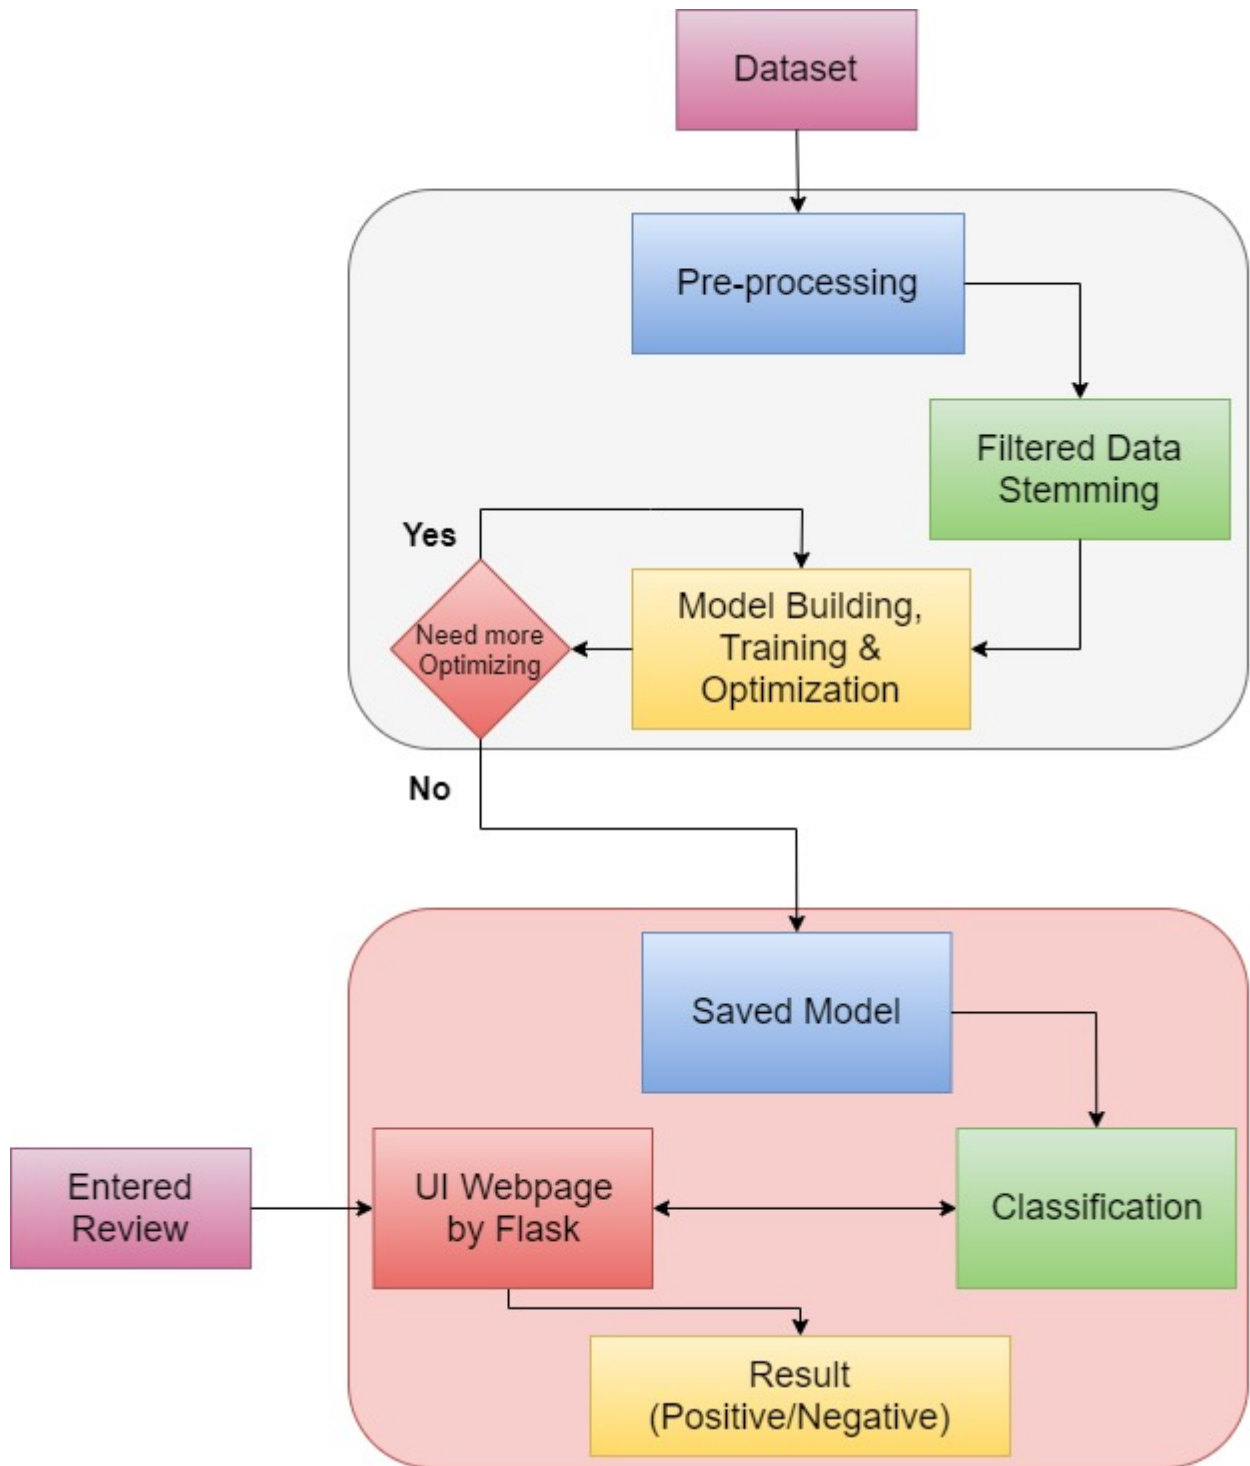 Dataset
Pre-processing
Filtered Data
Stemming
Yes
Need more
Optimizing
Model Building,
Training &
Optimization
No
Saved Model
Entered
Review
UI Webpage
by Flask
Classification
Result
(Positive/Negative)